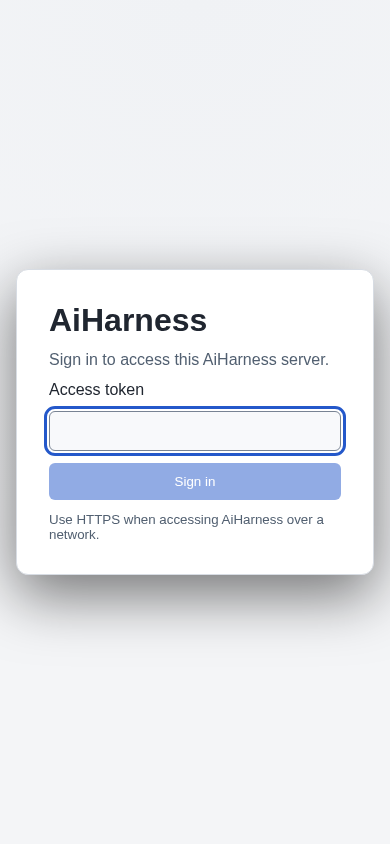 AiHarness
Sign in to access this AiHarness server.
Access token
Sign in
Use HTTPS when accessing AiHarness over a
network.